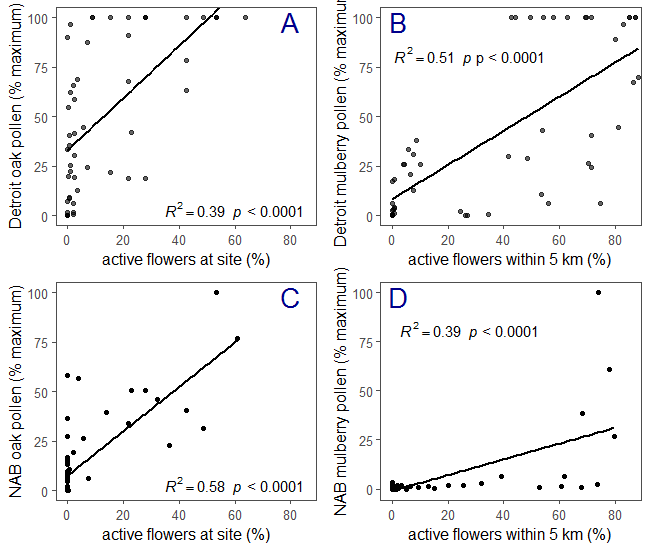 A
Detroit oak pollen (% maximum)
100
75
50
25
0
R² = 0.39 p < 0.0001
0 20 40 60 80
active flowers at site (%)
B
Detroit mulberry pollen (% maximum)
100
75
50
25
0
R² = 0.51 p p < 0.0001
0 20 40 60 80
active flowers within 5 km (%)
C
NAB oak pollen (% maximum)
100
75
50
25
0
R² = 0.58 p < 0.0001
0 20 40 60 80
active flowers at site (%)
D
NAB mulberry pollen (% maximum)
100
75
50
25
0
R² = 0.39 p < 0.0001
0 20 40 60 80
active flowers within 5 km (%)